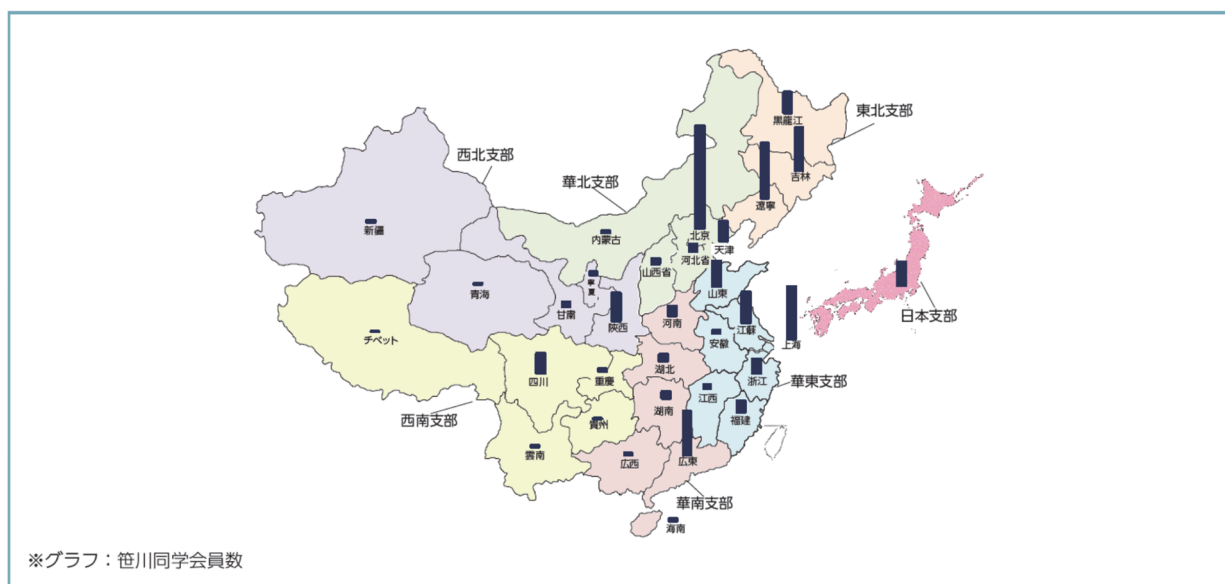 東北支部
黒龍江
吉林
遼寧
西北支部
華北支部
新疆
内蒙古
北京
天津
河北省
山西省
寧夏
青海
甘粛
陝西
山東
河南
江蘇
上海
日本支部
チベット
安徽
四川
重慶
湖北
浙江
華東支部
江西
湖南
福建
西南支部
貴州
雲南
広西
広東
華南支部
海南
※グラフ：笹川同学会員数